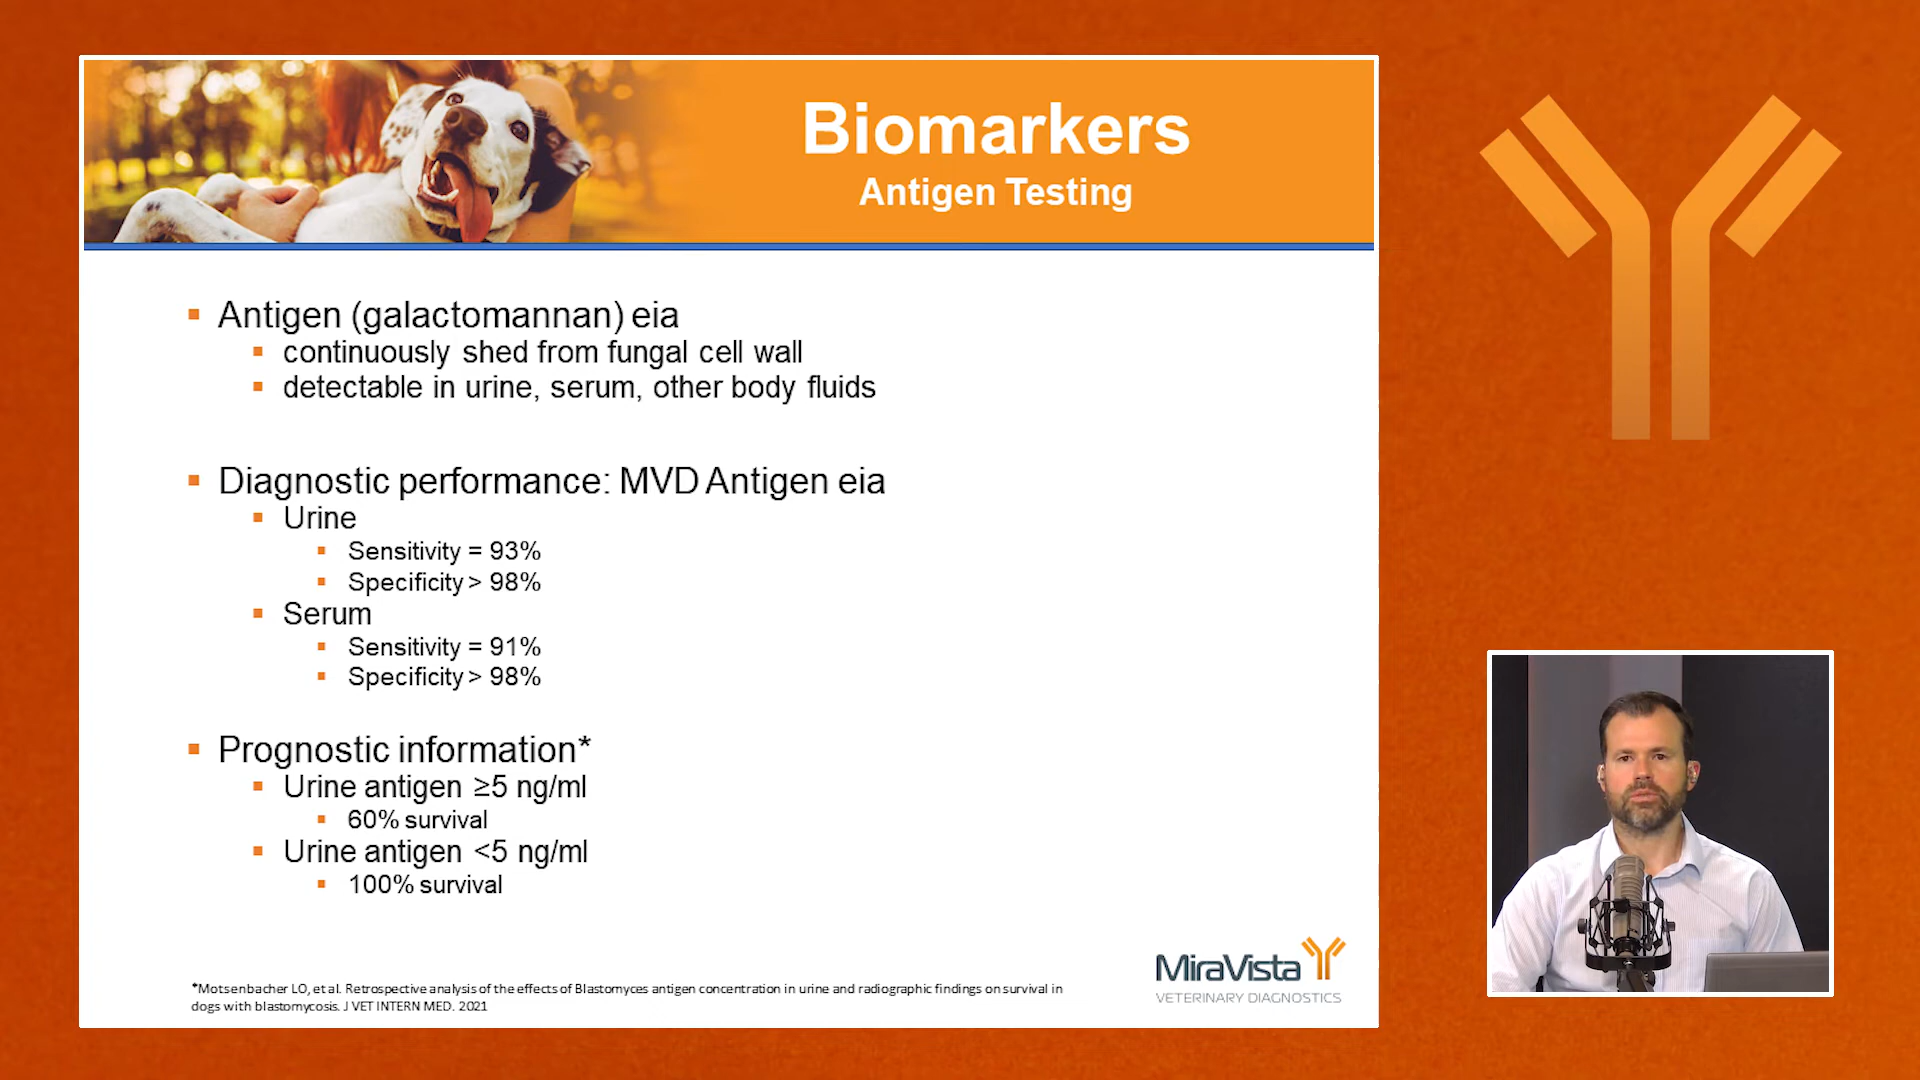 Biomarkers
Antigen Testing
Antigen (galactomannan) eia
continuously shed from fungal cell wall
detectable in urine, serum, other body fluids
Diagnostic performance: MVD Antigen eia
Urine
Sensitivity = 93%
Specificity > 98%
Serum
Sensitivity = 91%
Specificity > 98%
Prognostic information*
Urine antigen ≥5 ng/ml
60% survival
Urine antigen <5 ng/ml
100% survival
*Motsenbacher LO, et al. Retrospective analysis of the effects of Blastomyces antigen concentration in urine and radiographic findings on survival in
dogs with blastomycosis. J VET INTERN MED. 2021
MiraVista
VETERINARY DIAGNOSTICS